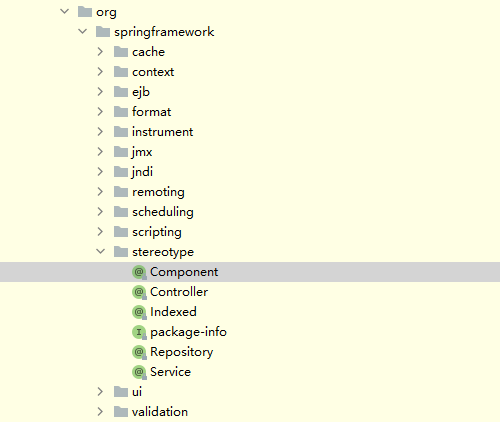 org
springframework
cache
context
ejb
format
instrument
jmx
jndi
remoting
scheduling
scripting
stereotype
Component
Controller
Indexed
package-info
Repository
Service
ui
validation